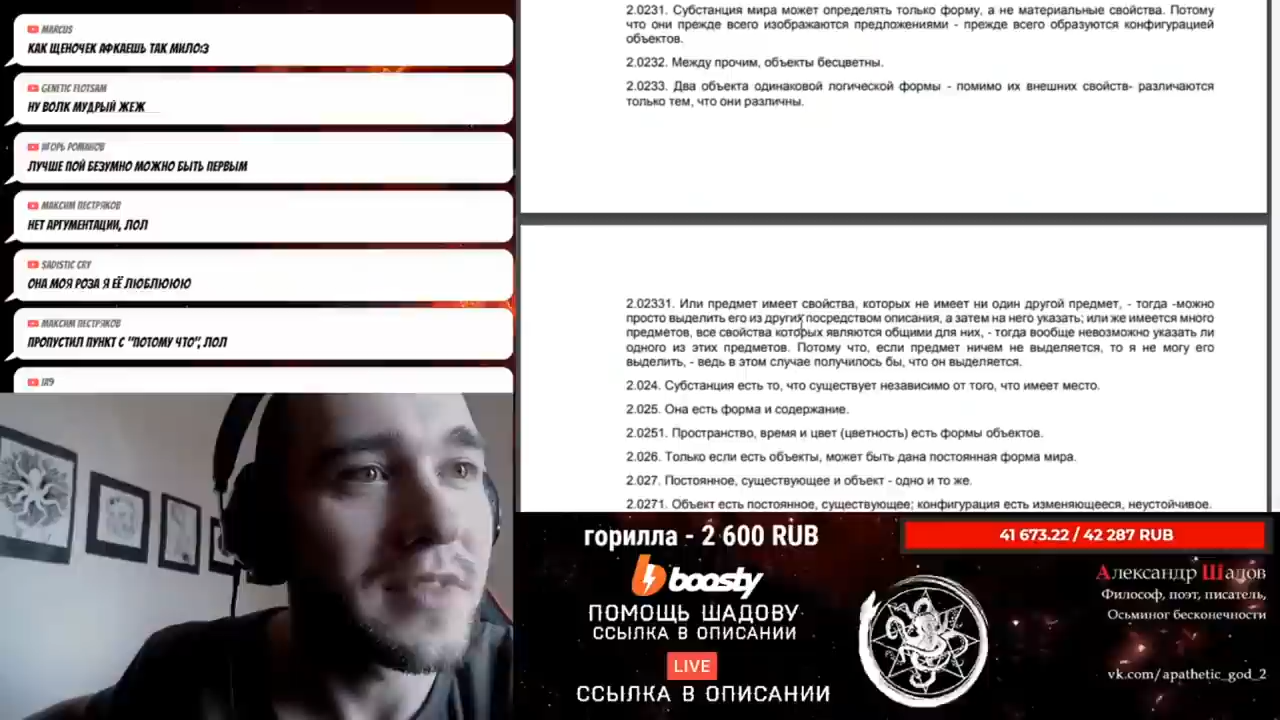 MARCUS
КАК ЩЕНОЧЕК АФКАЕШЬ ТАК МИЛО:3
GENETIC FLOTSAM
НУ ВОЛК МУДРЫЙ ЖЕЖ___
ИГОРЬ РОМАНОВ
ЛУЧШЕ ПОЙ БЕЗУМНО МОЖНО БЫТЬ ПЕРВЫМ
МАКСИМ ПЕСТРЯКОВ
НЕТ АРГУМЕНТАЦИИ, ЛОЛ
SADISTIC CRY
ОНА МОЯ РОЗА Я ЕЁ ЛЮБЛЮЮЮ
МАКСИМ ПЕСТРЯКОВ
ПРОПУСТИЛ ПУНКТ С "ПОТОМУ ЧТО", ЛОЛ
2.0231. Субстанция мира может определять только форму, а не материальные свойства. Потому
что они прежде всего изображаются предложениями - прежде всего образуются конфигурацией
объектов.
2.0232. Между прочим, объекты бесцветны.
2.0233. Два объекта одинаковой логической формы - помимо их внешних свойств- различаются
только тем, что они различны.
2.02331. Или предмет имеет свойства, которых не имеет ни один другой предмет, - тогда -можно
просто выделить его из других посредством описания, а затем на него указать; или же имеется много
предметов, все свойства которых являются общими для них, - тогда вообще невозможно указать ли
одного из этих предметов. Потому что, если предмет ничем не выделяется, то я не могу его
выделить, - ведь в этом случае получилось бы, что он выделяется.
2.024. Субстанция есть то, что существует независимо от того, что имеет место.
2.025. Она есть форма и содержание.
2.0251. Пространство, время и цвет (цветность) есть формы объектов.
2.026. Только если есть объекты, может быть дана постоянная форма мира.
2.027. Постоянное, существующее и объект - одно и то же.
2.0271. Объект есть постоянное, существующее; конфигурация есть изменяющееся, неустойчивое.
горилла - 2 600 RUB
boosty
ПОМОЩЬ ШАДОВУ
ССЫЛКА В ОПИСАНИИ
LIVE
ССЫЛКА В ОПИСАНИИ
41 673.22 / 42 287 RUB
Александр Шадов
Философ, поэт, писатель,
Осьминог бесконечности
vk.com/apathetic_god_2